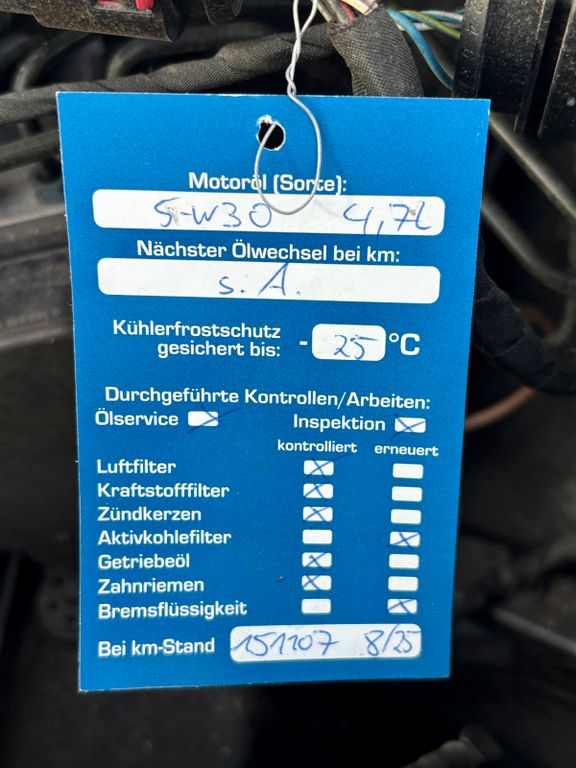 Motoröl (Sorte):
5-W30 4,7L
Nächster Ölwechsel bei km:
s. A.
Kühlerfrostschutz
gesichert bis: - 25 °C
Durchgeführte Kontrollen/Arbeiten:
Ölservice Inspektion
kontrolliert erneuert
Luftfilter
Kraftstofffilter
Zündkerzen
Aktivkohlefilter
Getriebeöl
Zahnriemen
Bremsflüssigkeit
Bei km-Stand 151107 8/25